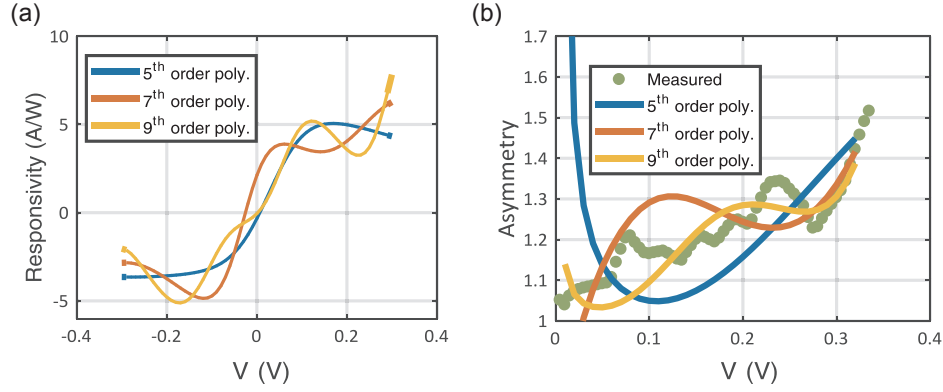 (a)
10
5
0
-5
Responsivity (A/W)
5th order poly.
7th order poly.
9th order poly.
-0.4
-0.2
0
0.2
0.4
V (V)
(b)
1.7
1.6
1.5
1.4
1.3
1.2
1.1
1
Asymmetry
Measured
5th order poly.
7th order poly.
9th order poly.
0
0.1
0.2
0.3
0.4
V (V)